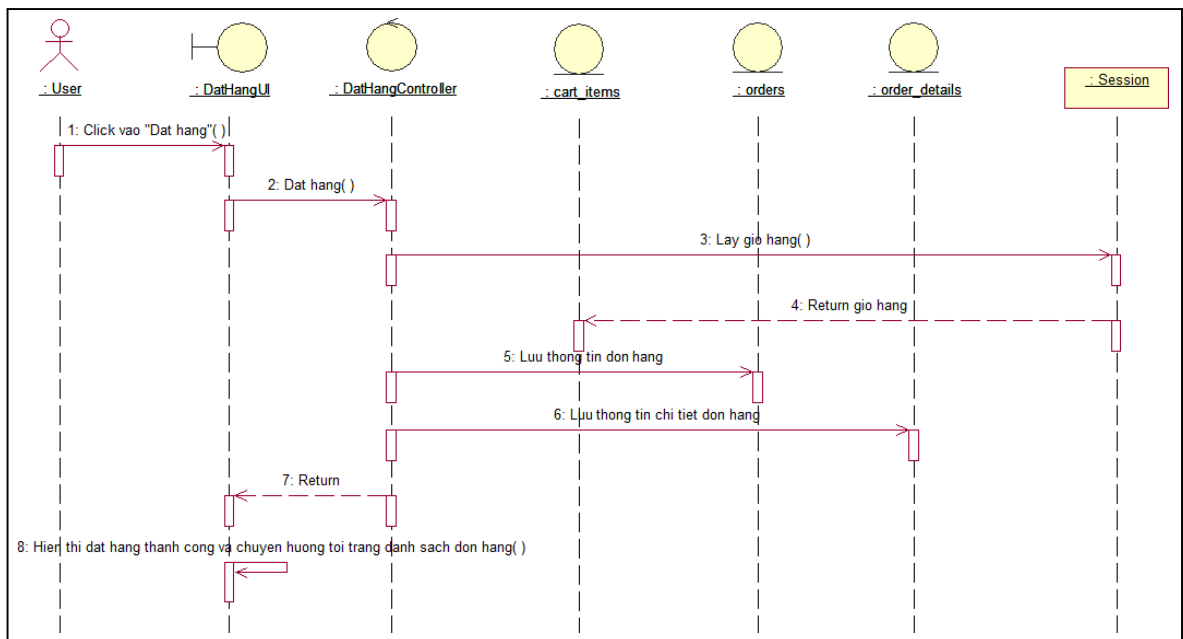 : User
: DatHangUI
: DatHangController
: cart_items
: orders
: order_details
: Session
1: Click vao "Dat hang"( )
2: Dat hang( )
3: Lay gio hang( )
4: Return gio hang
5: Luu thong tin don hang
6: Luu thong tin chi tiet don hang
7: Return
8: Hien thi dat hang thanh cong va chuyen huong toi trang danh sach don hang( )